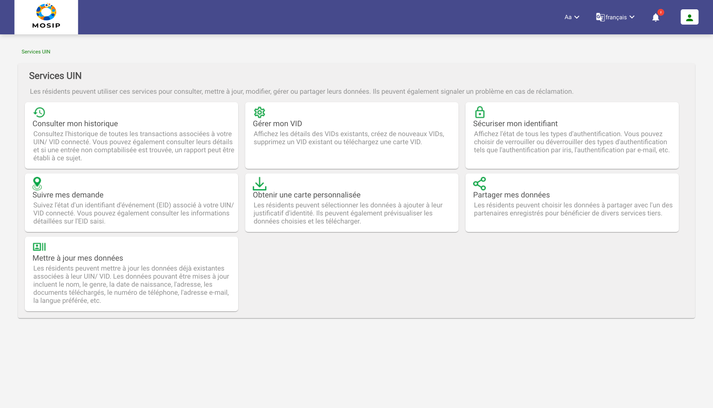 MOSIP
Aä
français
Services UIN
Services UIN
Les résidents peuvent utiliser ces services pour consulter, mettre à jour, modifier, gérer ou partager leurs données. Ils peuvent également signaler un problème en cas de réclamation.
Consulter mon historique
Consultez l'historique de toutes les transactions associées à votre
UIN/ VID connecté. Vous pouvez également consulter leurs détails
et si une entrée non comptabilisée est trouvée, un rapport peut être
établi à ce sujet.
Gérer mon VID
Affichez les détails des VIDs existants, créez de nouveaux VIDs,
supprimez un VID existant ou téléchargez une carte VID.
Sécuriser mon identifiant
Affichez l'état de tous les types d'authentification. Vous pouvez
choisir de verrouiller ou déverrouiller des types d'authentification
tels que l'authentification par iris, l'authentification par e-mail, etc.
Suivre mes demande
Suivez l'état d'un identifiant d'événement (EID) associé à votre UIN/
VID connecté. Vous pouvez également consulter les informations
détaillées sur l'EID saisi.
Obtenir une carte personnalisée
Les résidents peuvent sélectionner les données à ajouter à leur
justificatif d'identité. Ils peuvent également prévisualiser les
données choisies et les télécharger.
Partager mes données
Les résidents peuvent choisir les données à partager avec l'un des
partenaires enregistrés pour bénéficier de divers services tiers.
Mettre à jour mes données
Les résidents peuvent mettre à jour les données déjà existantes
associées à leur UIN/ VID. Les données pouvant être mises à jour
incluent le nom, le genre, la date de naissance, l'adresse, les
documents téléchargés, le numéro de téléphone, l'adresse e-mail,
la langue préférée, etc.